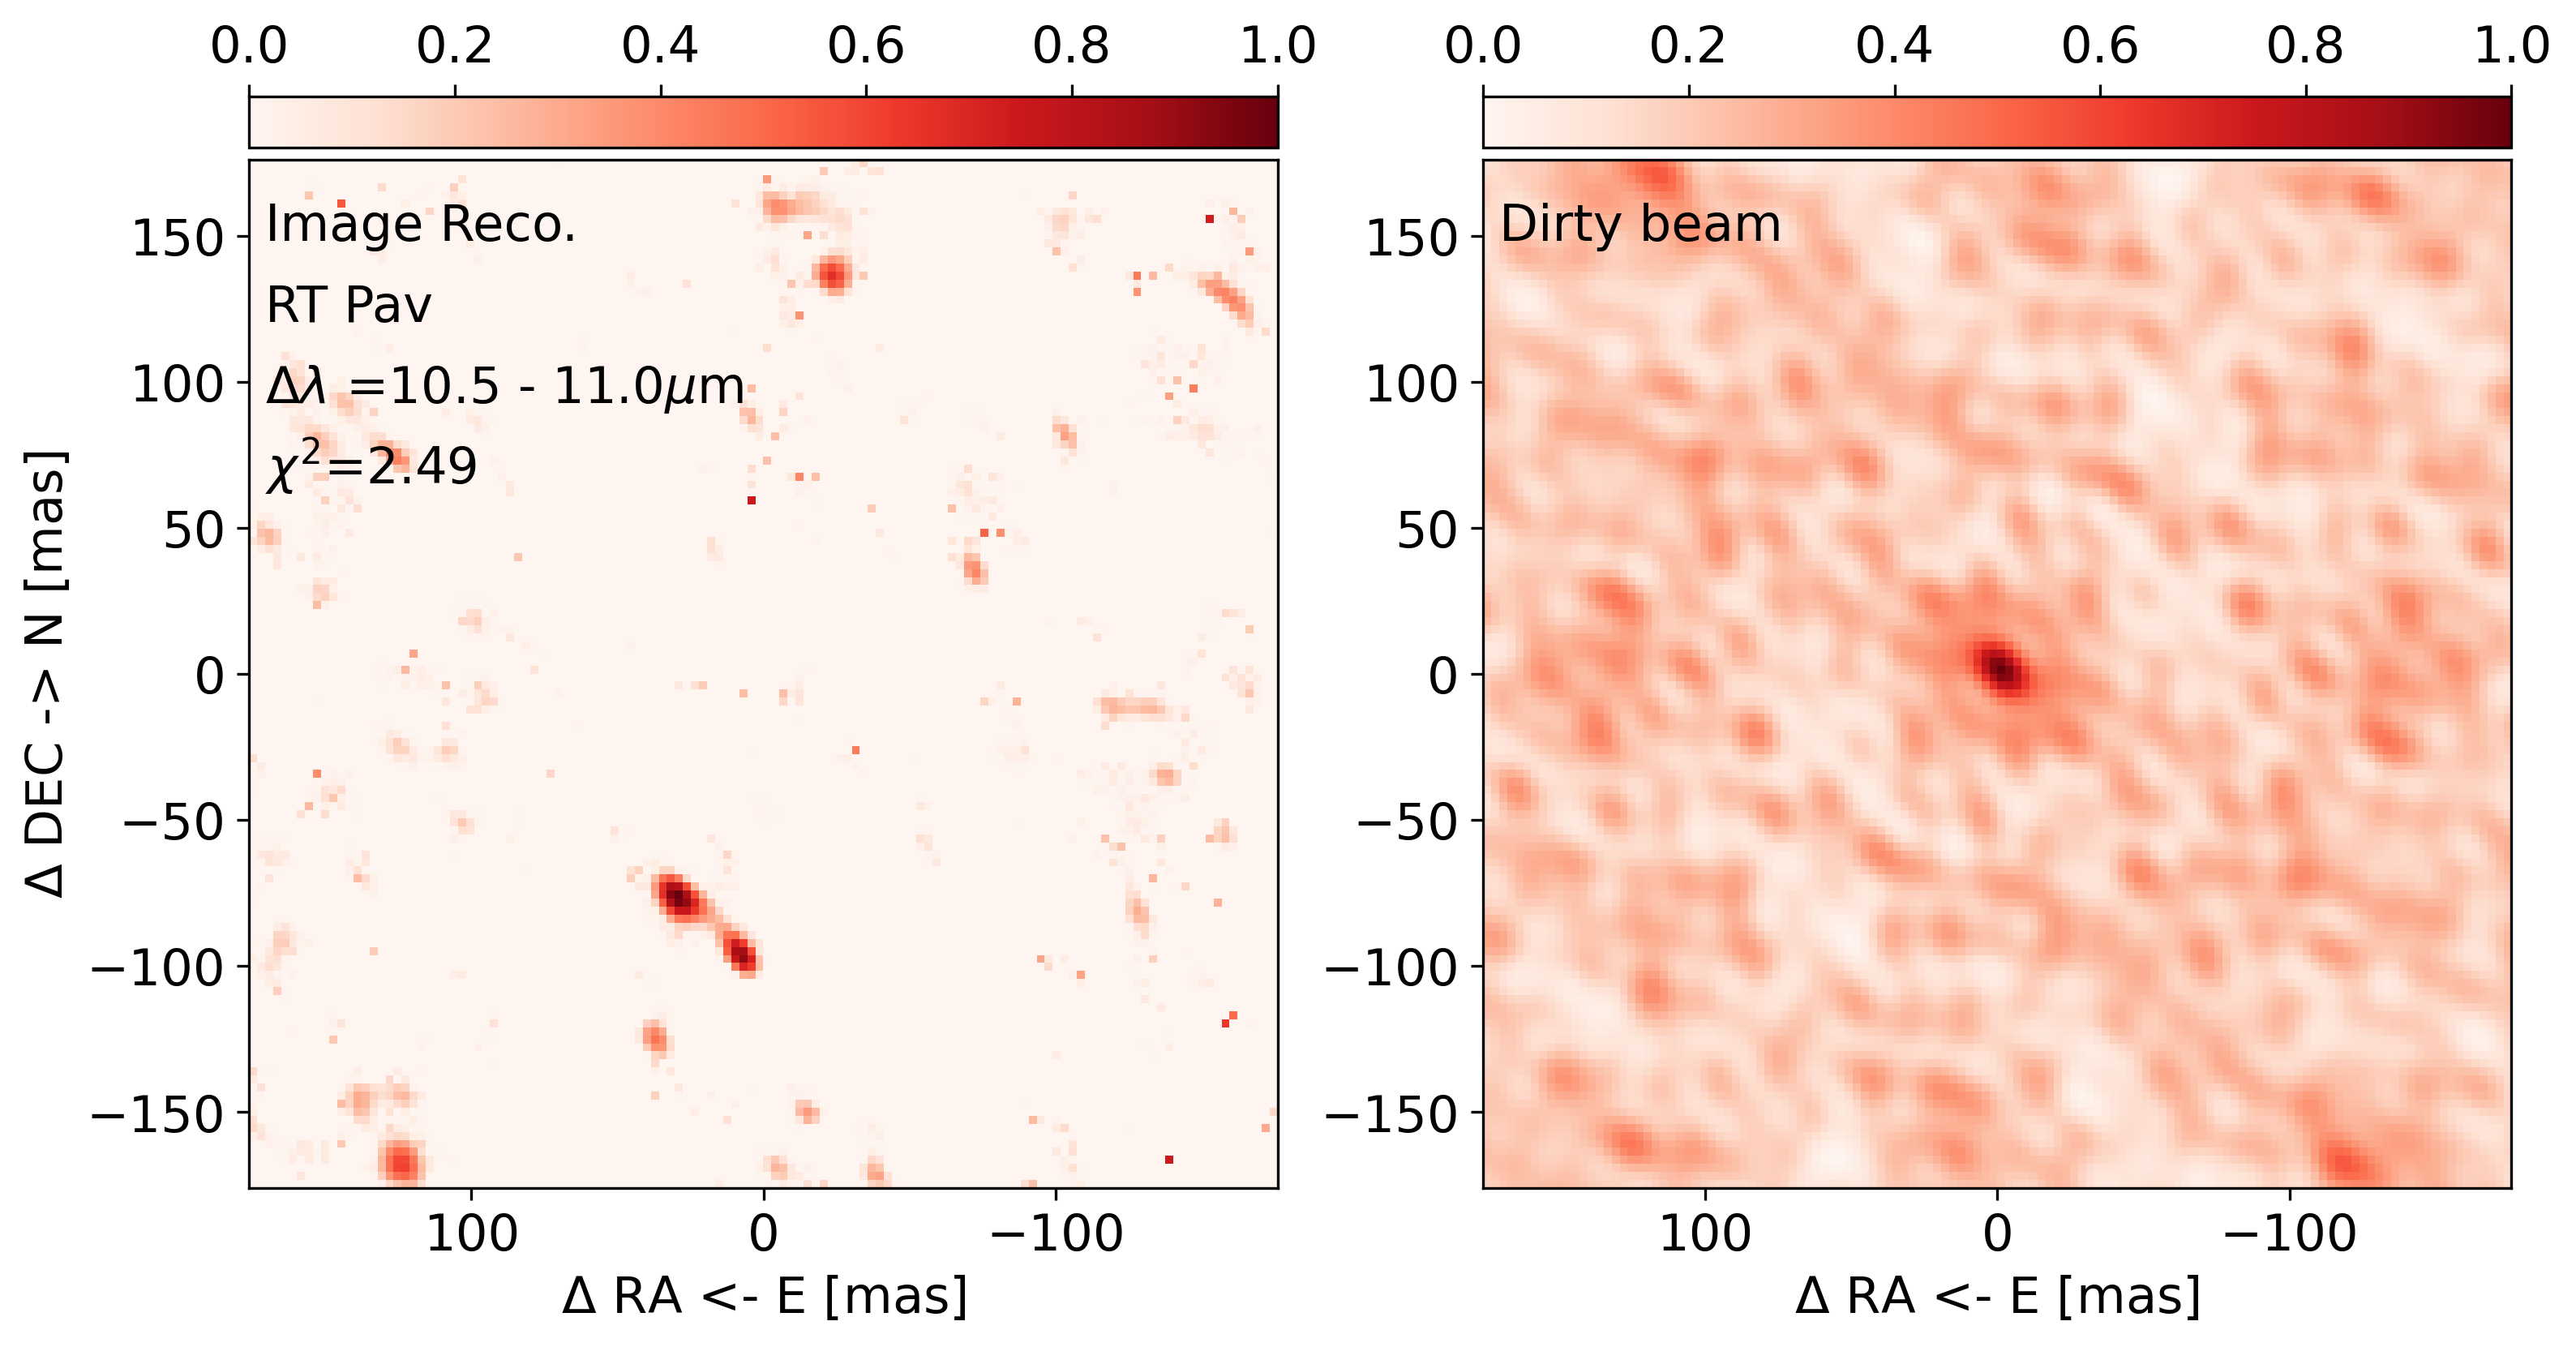 0.0 0.2 0.4 0.6 0.8 1.0
0.0 0.2 0.4 0.6 0.8 1.0
Image Reco.
RT Pav
Δλ =10.5 - 11.0μm
χ²=2.49
150
100
50
0
−50
−100
−150
Δ DEC -> N [mas]
100 0 −100
Δ RA <- E [mas]
Dirty beam
150
100
50
0
−50
−100
−150
100 0 −100
Δ RA <- E [mas]